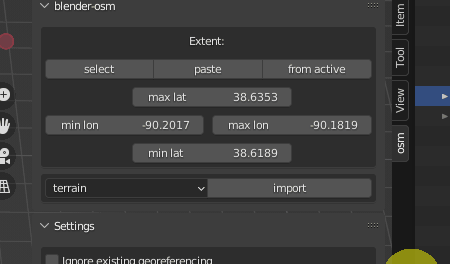 blender-osm
Extent:
select paste from active
max lat 38.6353
min lon -90.2017 max lon -90.1819
min lat 38.6189
terrain import
Settings
Ignore existing georeferencing
Item
Tool
View
osm